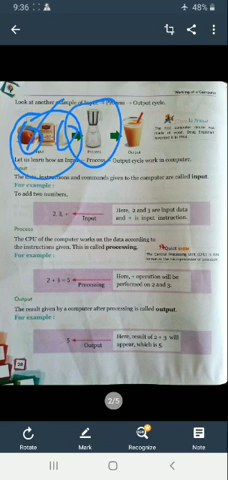 9:36
48%
Working of a Computer
Look at another example of Input → Process → Output cycle.
Input
Process
Output
Let us learn how an Input → Process → Output cycle work in computer.
The data, instructions and commands given to the computer are called input.
For example :
To add two numbers.
2, 3, +
Input
Here, 2 and 3 are input data
and + is input instruction.
Process
The CPU of the computer works on the data according to
the instructions given. This is called processing.
For example :
2 + 3 = 5
Processing
Here, + operation will be
performed on 2 and 3.
Output
The result given by a computer after processing is called output.
For example :
5
Output
Here, result of 2 + 3 will
appear, which is 5.
2/5
Rotate
Mark
Recognize
Note